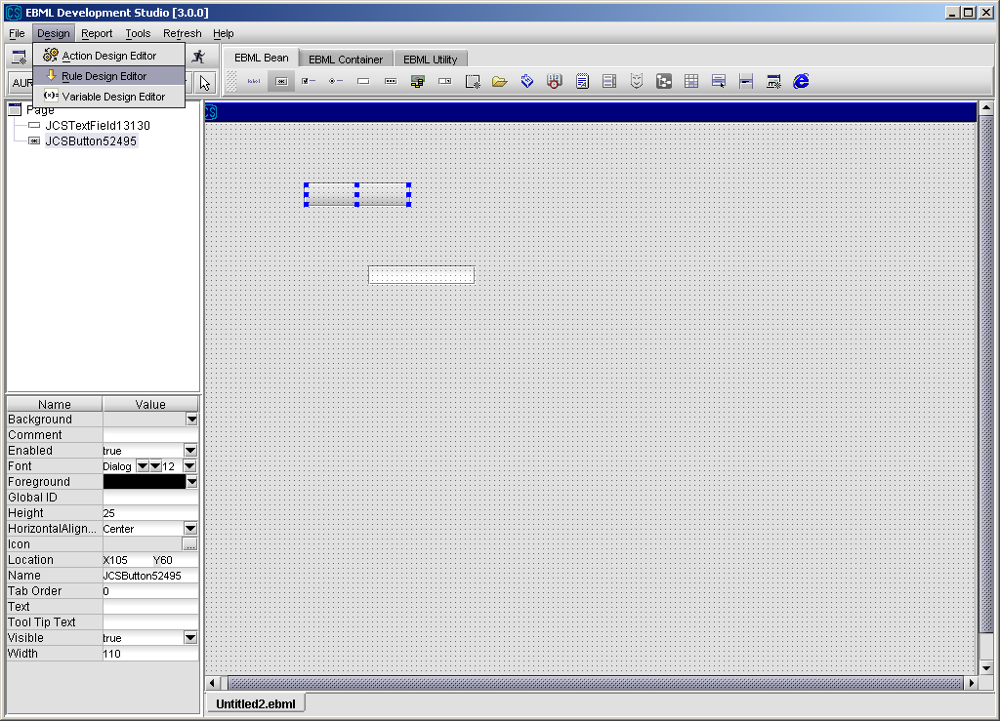 EBML Development Studio [3.0.0]
File Design Report Tools Refresh Help
Action Design Editor
Rule Design Editor
Variable Design Editor
AUR
EBML Bean EBML Container EBML Utility
label
Page
JCSTextField13130
JCSButton52495
CS
Name Value
Background
Comment
Enabled true
Font Dialog 12
Foreground
Global ID
Height 25
HorizontalAlign... Center
Icon ...
Location X105 Y60
Name JCSButton52495
Tab Order 0
Text
Tool Tip Text
Visible true
Width 110
Untitled2.ebml